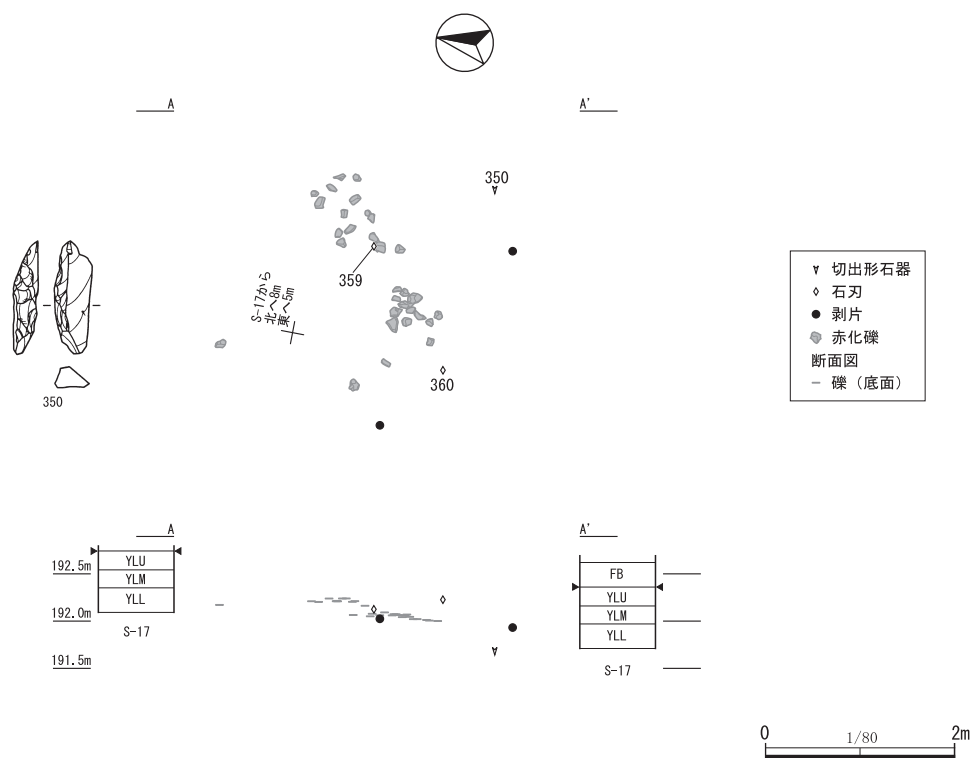 A
A'
350
359
S-17から
北へ8m
東へ5m
360
350
切出形石器
石刃
剥片
赤化礫
断面図
礫（底面）
A
A'
192.5m
192.0m
191.5m
YLU
YLM
YLL
S-17
FB
YLU
YLM
YLL
S-17
0
1/80
2m